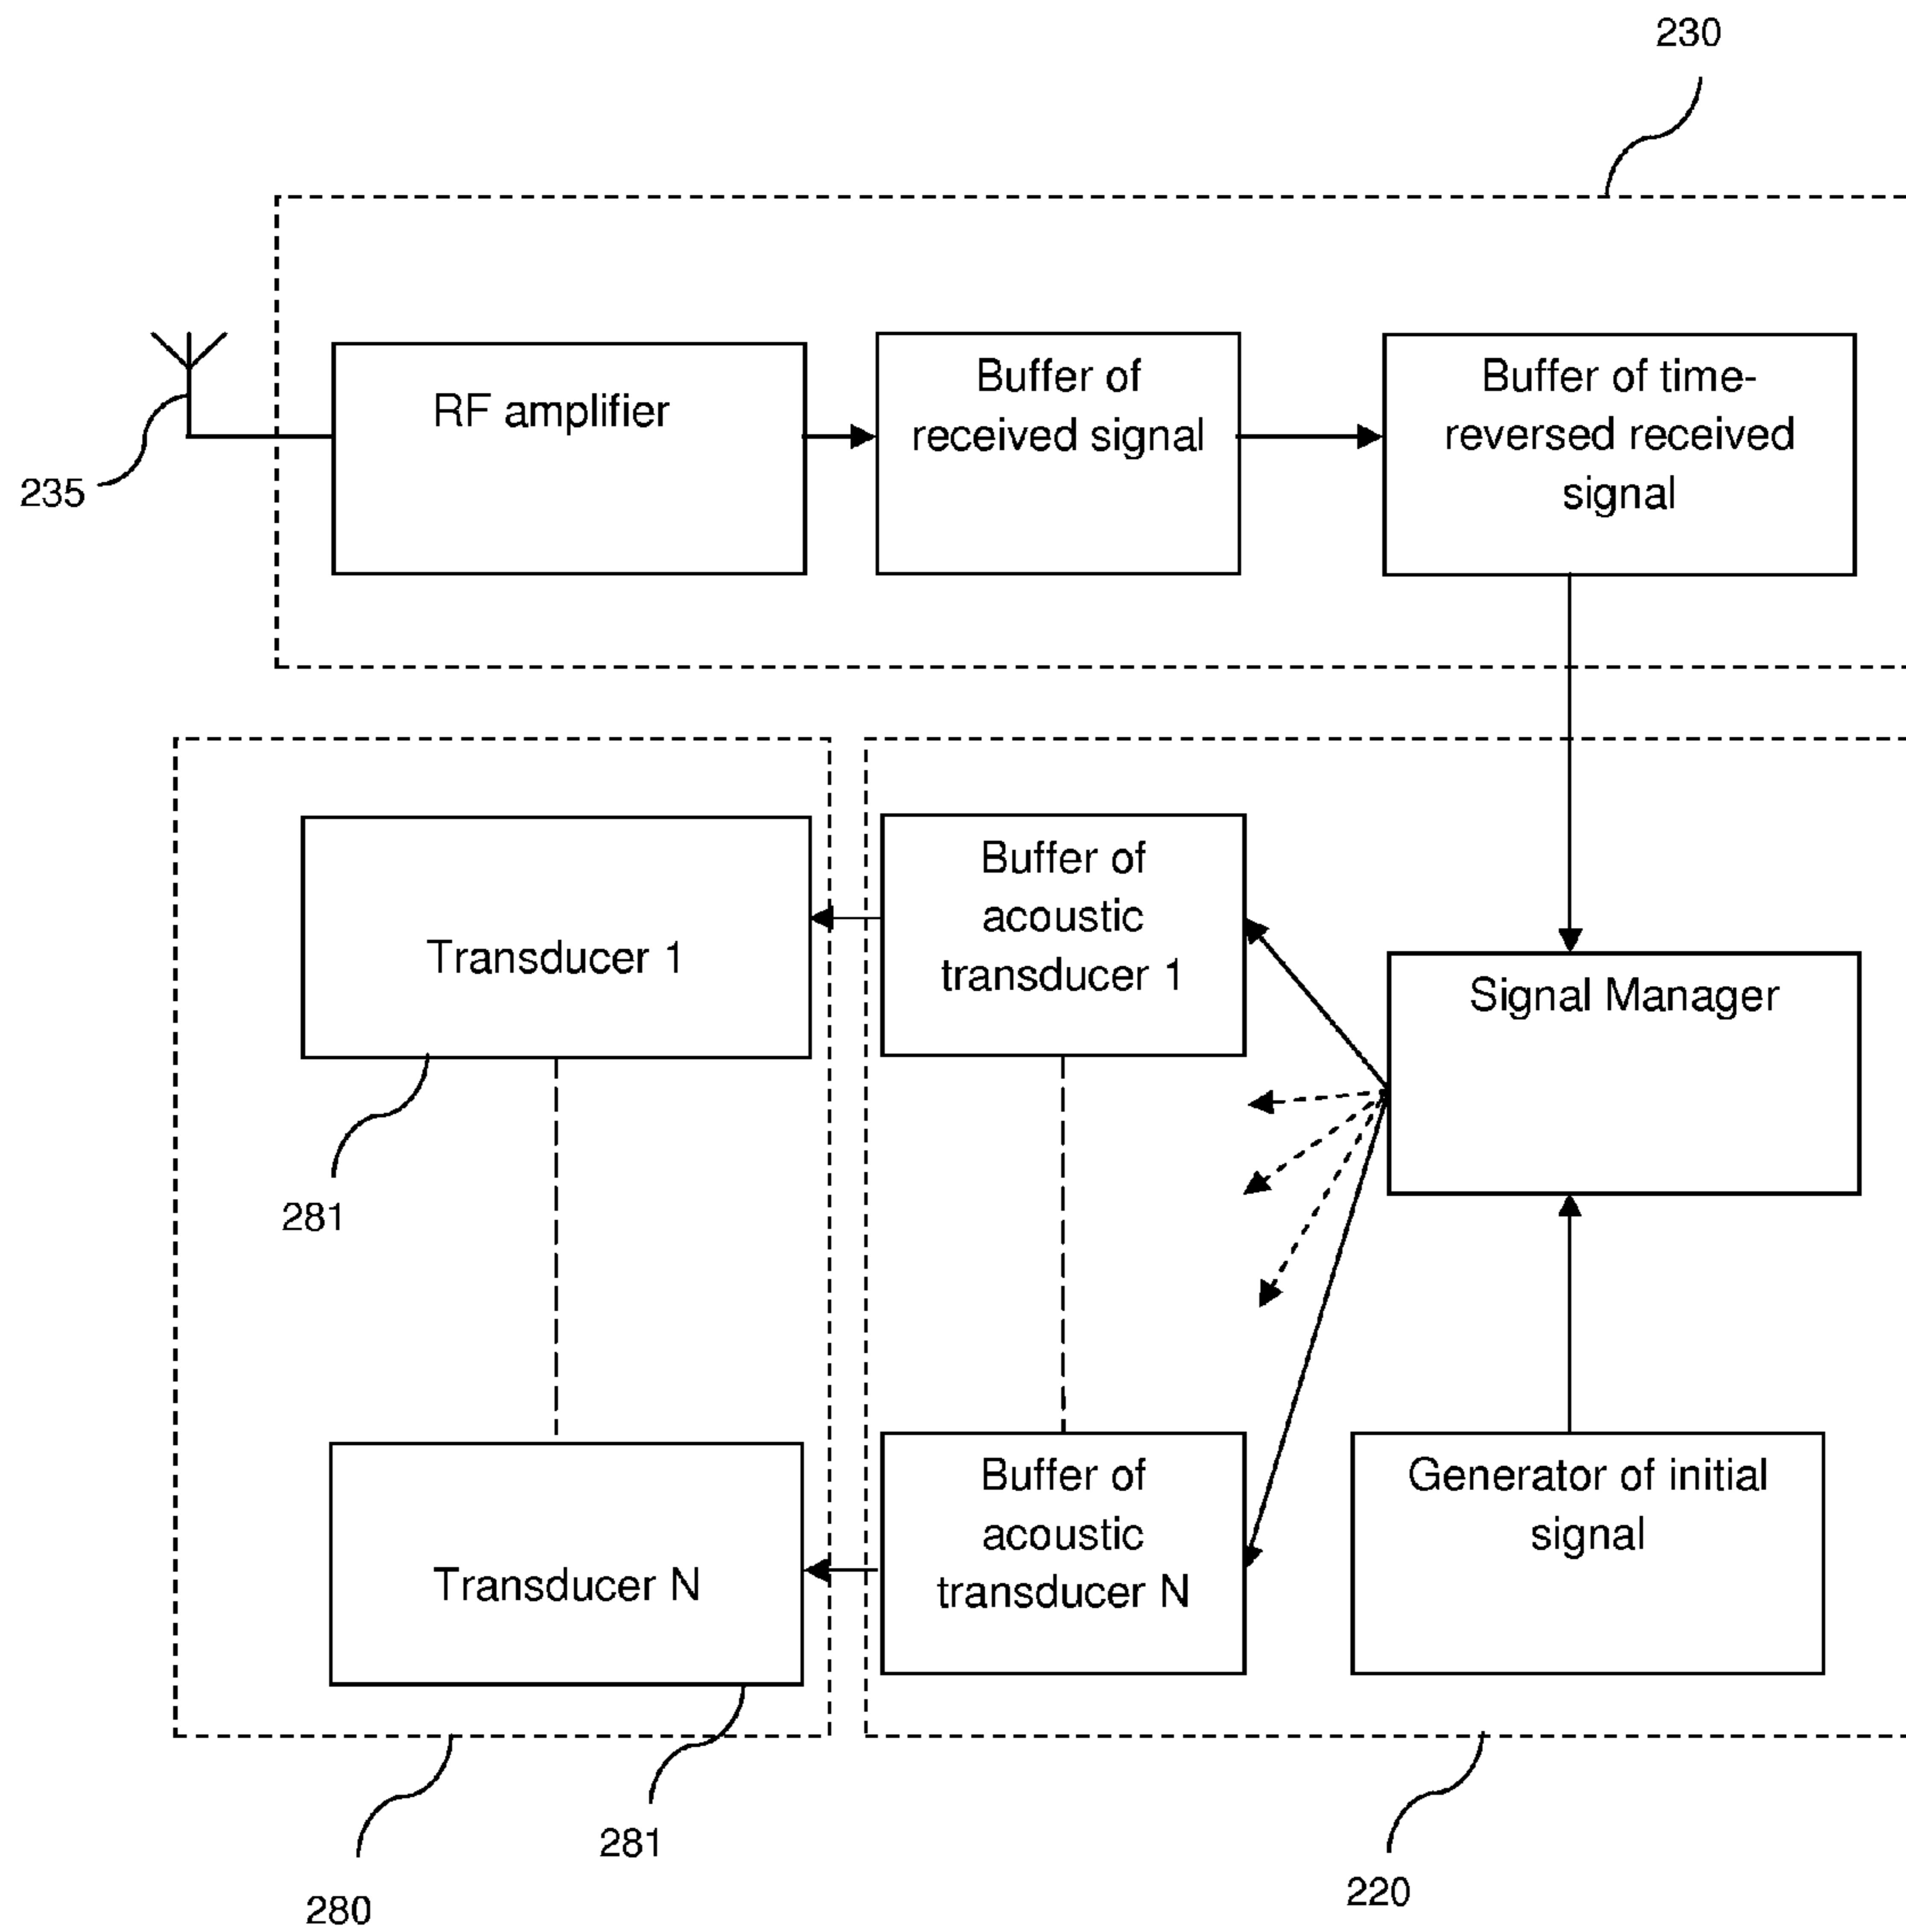 230
RF amplifier
Buffer of
received signal
Buffer of time-
reversed received
signal
235
Transducer 1
Buffer of
acoustic
transducer 1
Signal Manager
281
Transducer N
Buffer of
acoustic
transducer N
Generator of initial
signal
281
280
220